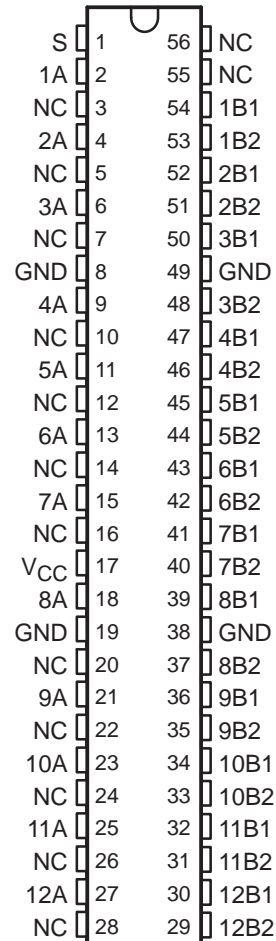 S 1 56 NC
1A 2 55 NC
NC 3 54 1B1
2A 4 53 1B2
NC 5 52 2B1
3A 6 51 2B2
NC 7 50 3B1
GND 8 49 GND
4A 9 48 3B2
NC 10 47 4B1
5A 11 46 4B2
NC 12 45 5B1
6A 13 44 5B2
NC 14 43 6B1
7A 15 42 6B2
NC 16 41 7B1
VCC 17 40 7B2
8A 18 39 8B1
GND 19 38 GND
NC 20 37 8B2
9A 21 36 9B1
NC 22 35 9B2
10A 23 34 10B1
NC 24 33 10B2
11A 25 32 11B1
NC 26 31 11B2
12A 27 30 12B1
NC 28 29 12B2